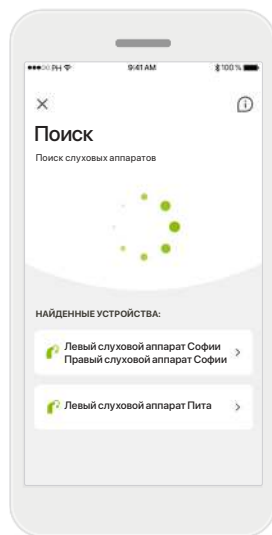 ●●●○○ PH 9:41 AM 100%
Поиск
Поиск слуховых аппаратов
НАЙДЕННЫЕ УСТРОЙСТВА:
Левый слуховой аппарат Софии
Правый слуховой аппарат Софии
Левый слуховой аппарат Пита